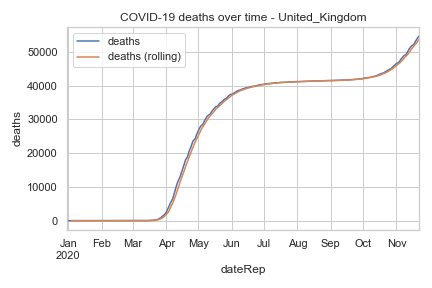 COVID-19 deaths over time - United_Kingdom
deaths
deaths (rolling)
50000
40000
30000
20000
10000
0
deaths
Jan Feb Mar Apr May Jun Jul Aug Sep Oct Nov
2020
dateRep